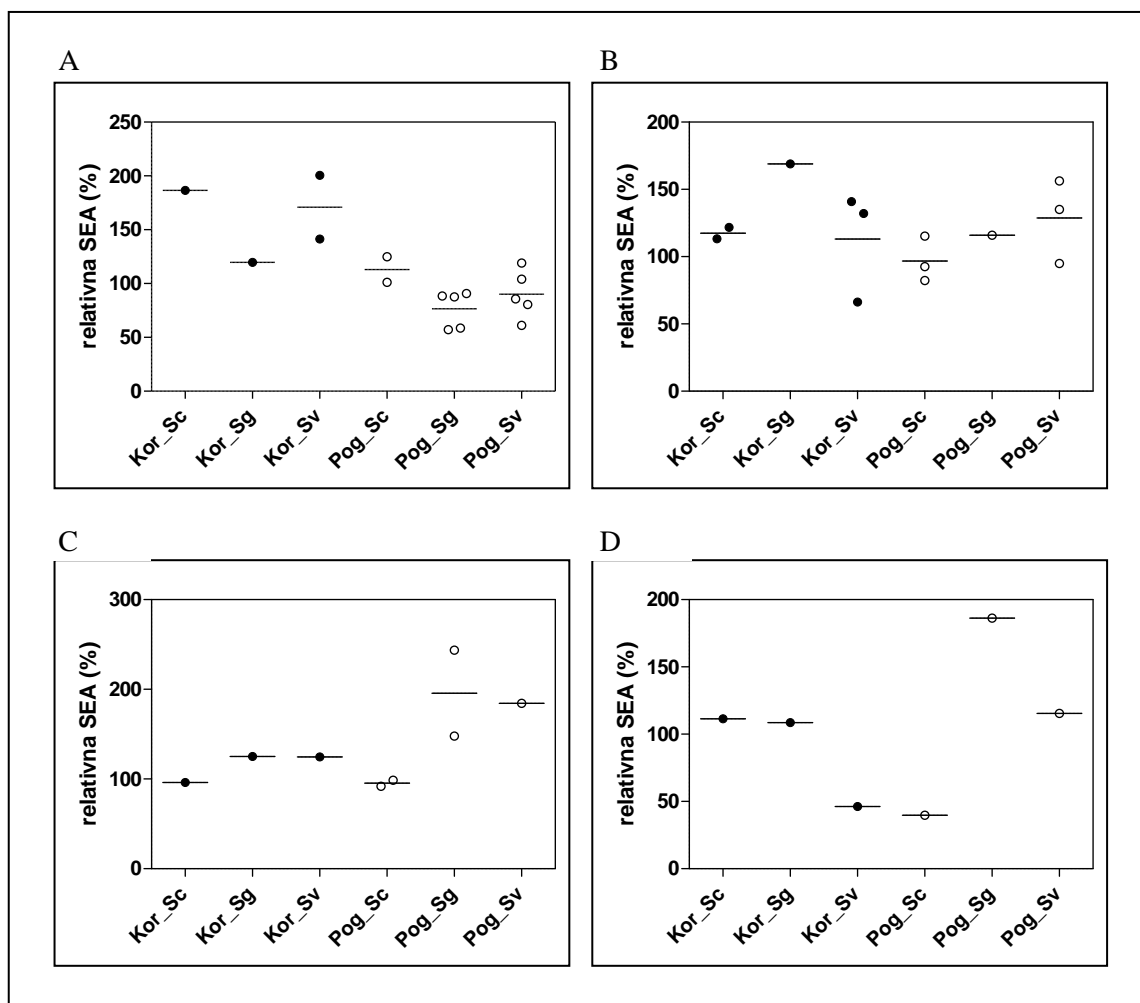 A
relativna SEA (%)
250
200
150
100
50
0
Kor_Sc
Kor_Sg
Kor_Sv
Pog_Sc
Pog_Sg
Pog_Sv
B
relativna SEA (%)
200
150
100
50
0
Kor_Sc
Kor_Sg
Kor_Sv
Pog_Sc
Pog_Sg
Pog_Sv
C
relativna SEA (%)
300
200
100
0
Kor_Sc
Kor_Sg
Kor_Sv
Pog_Sc
Pog_Sg
Pog_Sv
D
relativna SEA (%)
200
150
100
50
0
Kor_Sc
Kor_Sg
Kor_Sv
Pog_Sc
Pog_Sg
Pog_Sv